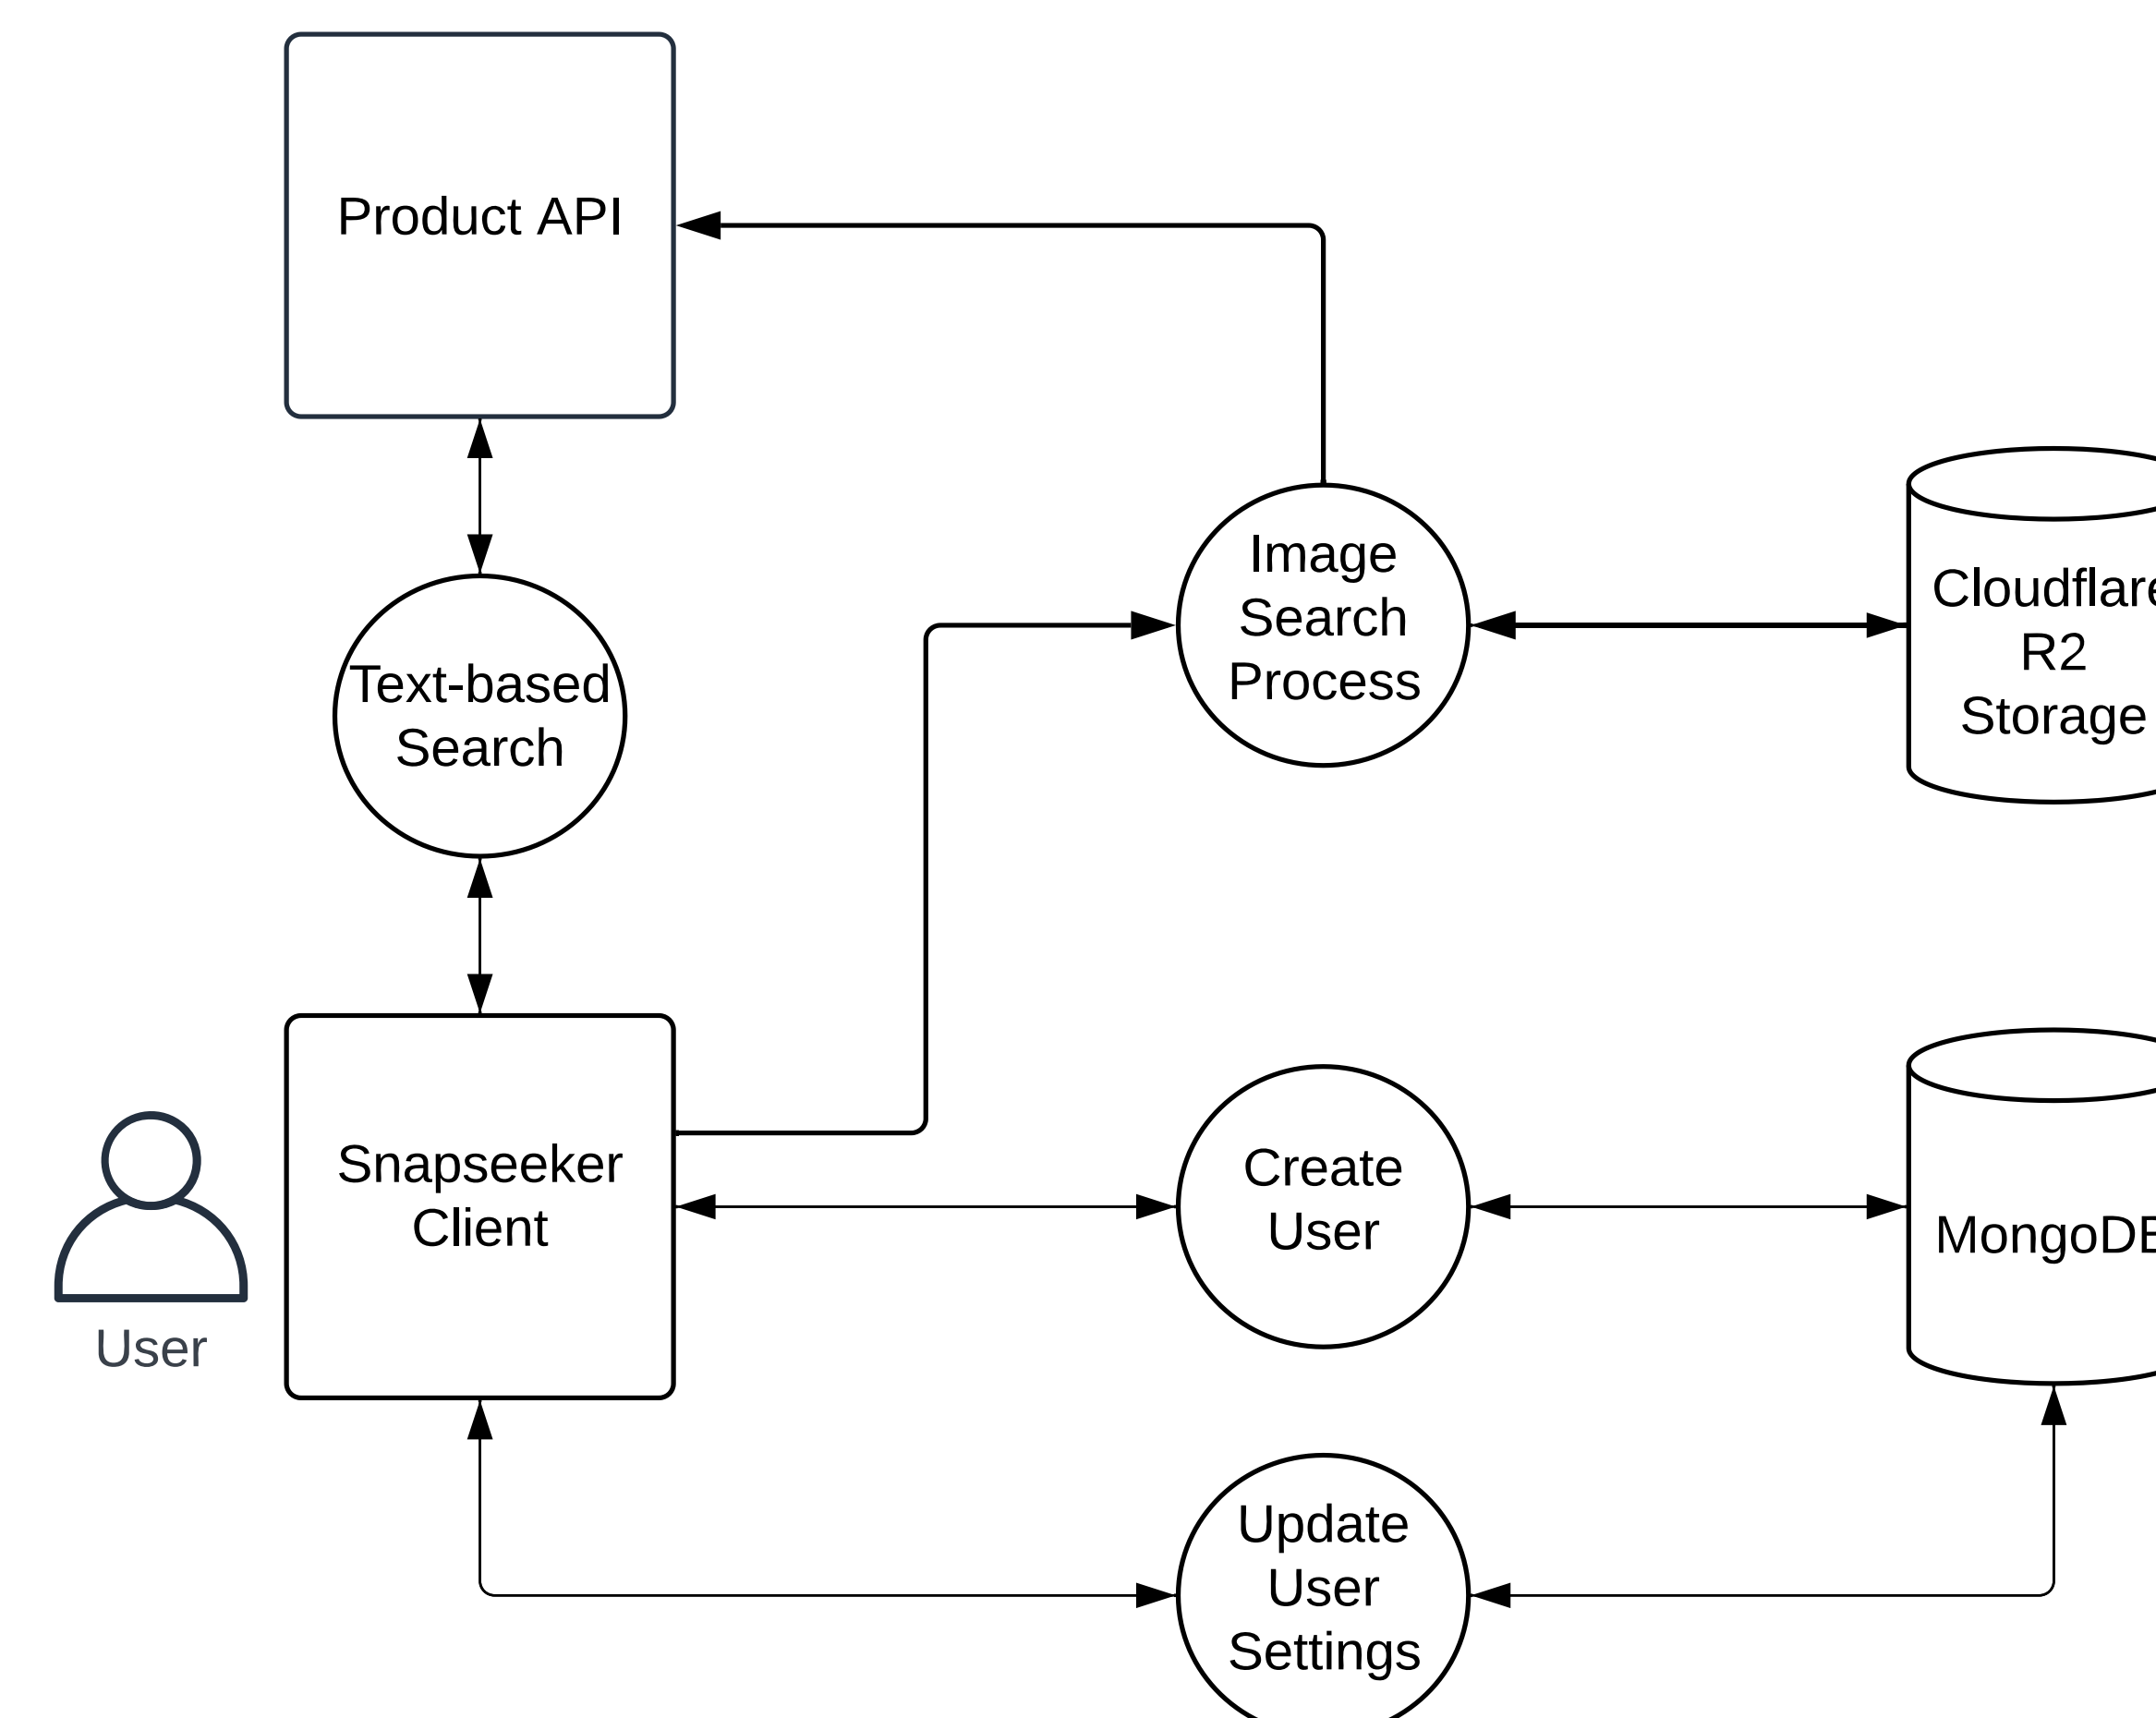 Product API
Image
Search
Process
Cloudflare
R2
Storage
Text-based
Search
Snapseeker
Client
Create
User
MongoDB
User
Update
User
Settings